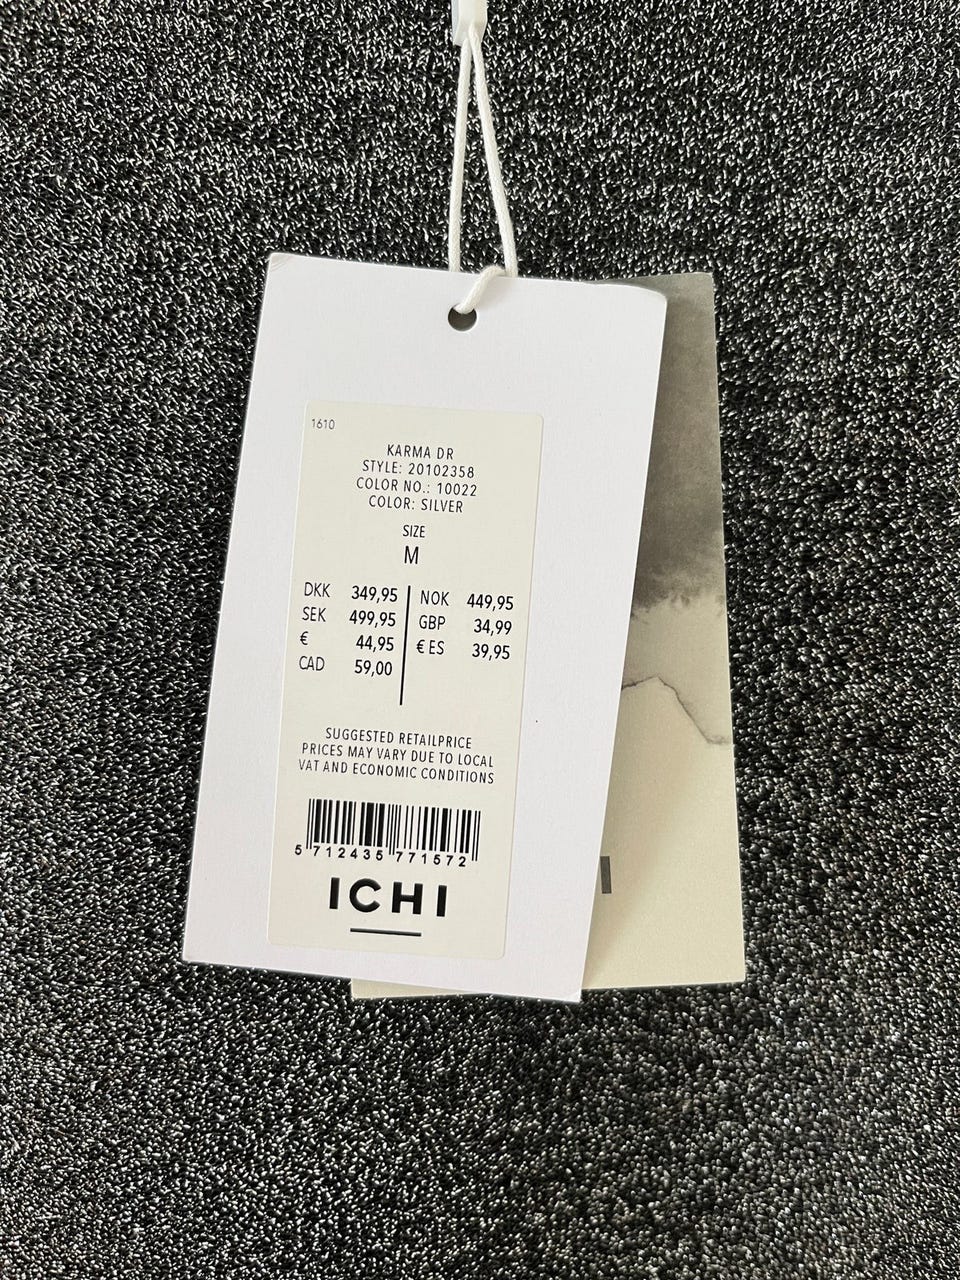 1610
KARMA DR
STYLE: 20102358
COLOR NO.: 10022
COLOR: SILVER
SIZE
M
DKK 349,95
SEK 499,95
€ 44,95
CAD 59,00
NOK 449,95
GBP 34,99
€ ES 39,95
SUGGESTED RETAILPRICE
PRICES MAY VARY DUE TO LOCAL
VAT AND ECONOMIC CONDITIONS
5 712435 771572
ICHI
I